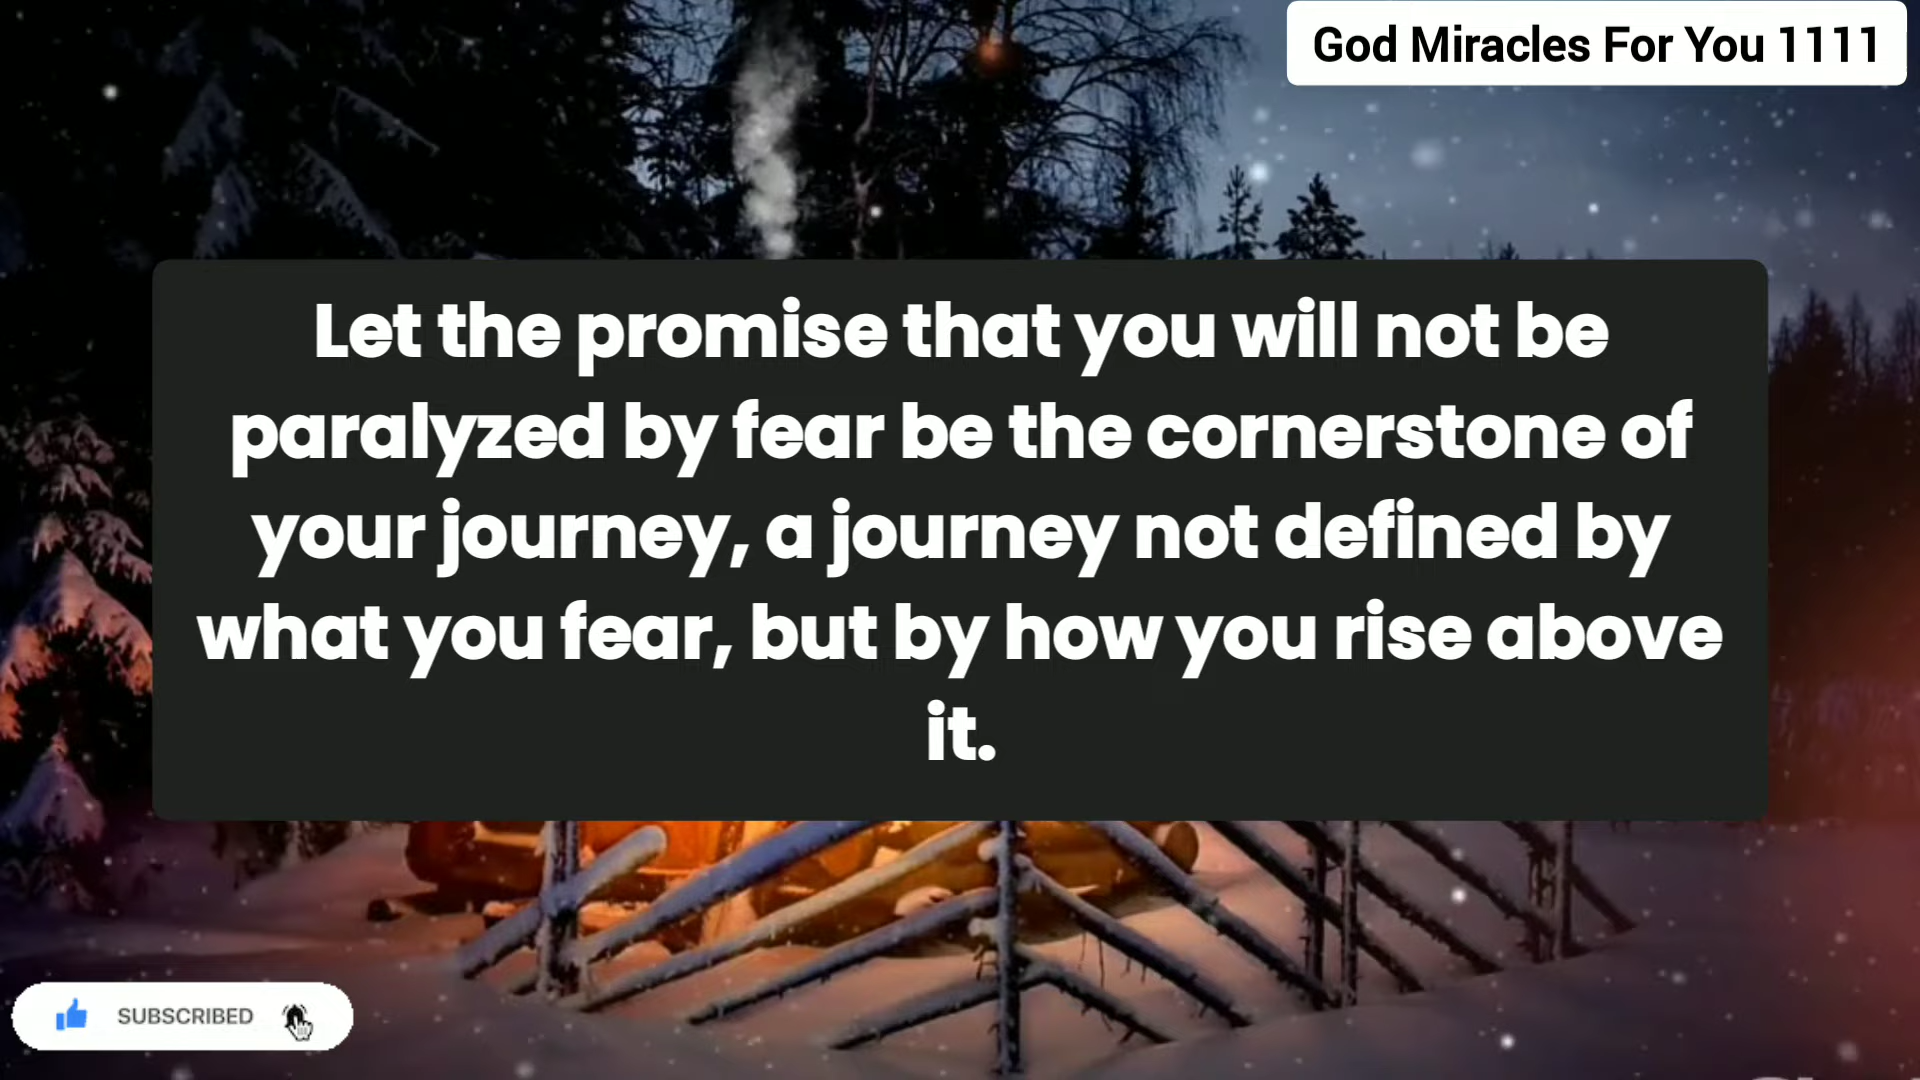 God Miracles For You 1111
Let the promise that you will not be
paralyzed by fear be the cornerstone of
your journey, a journey not defined by
what you fear, but by how you rise above
it.
SUBSCRIBED